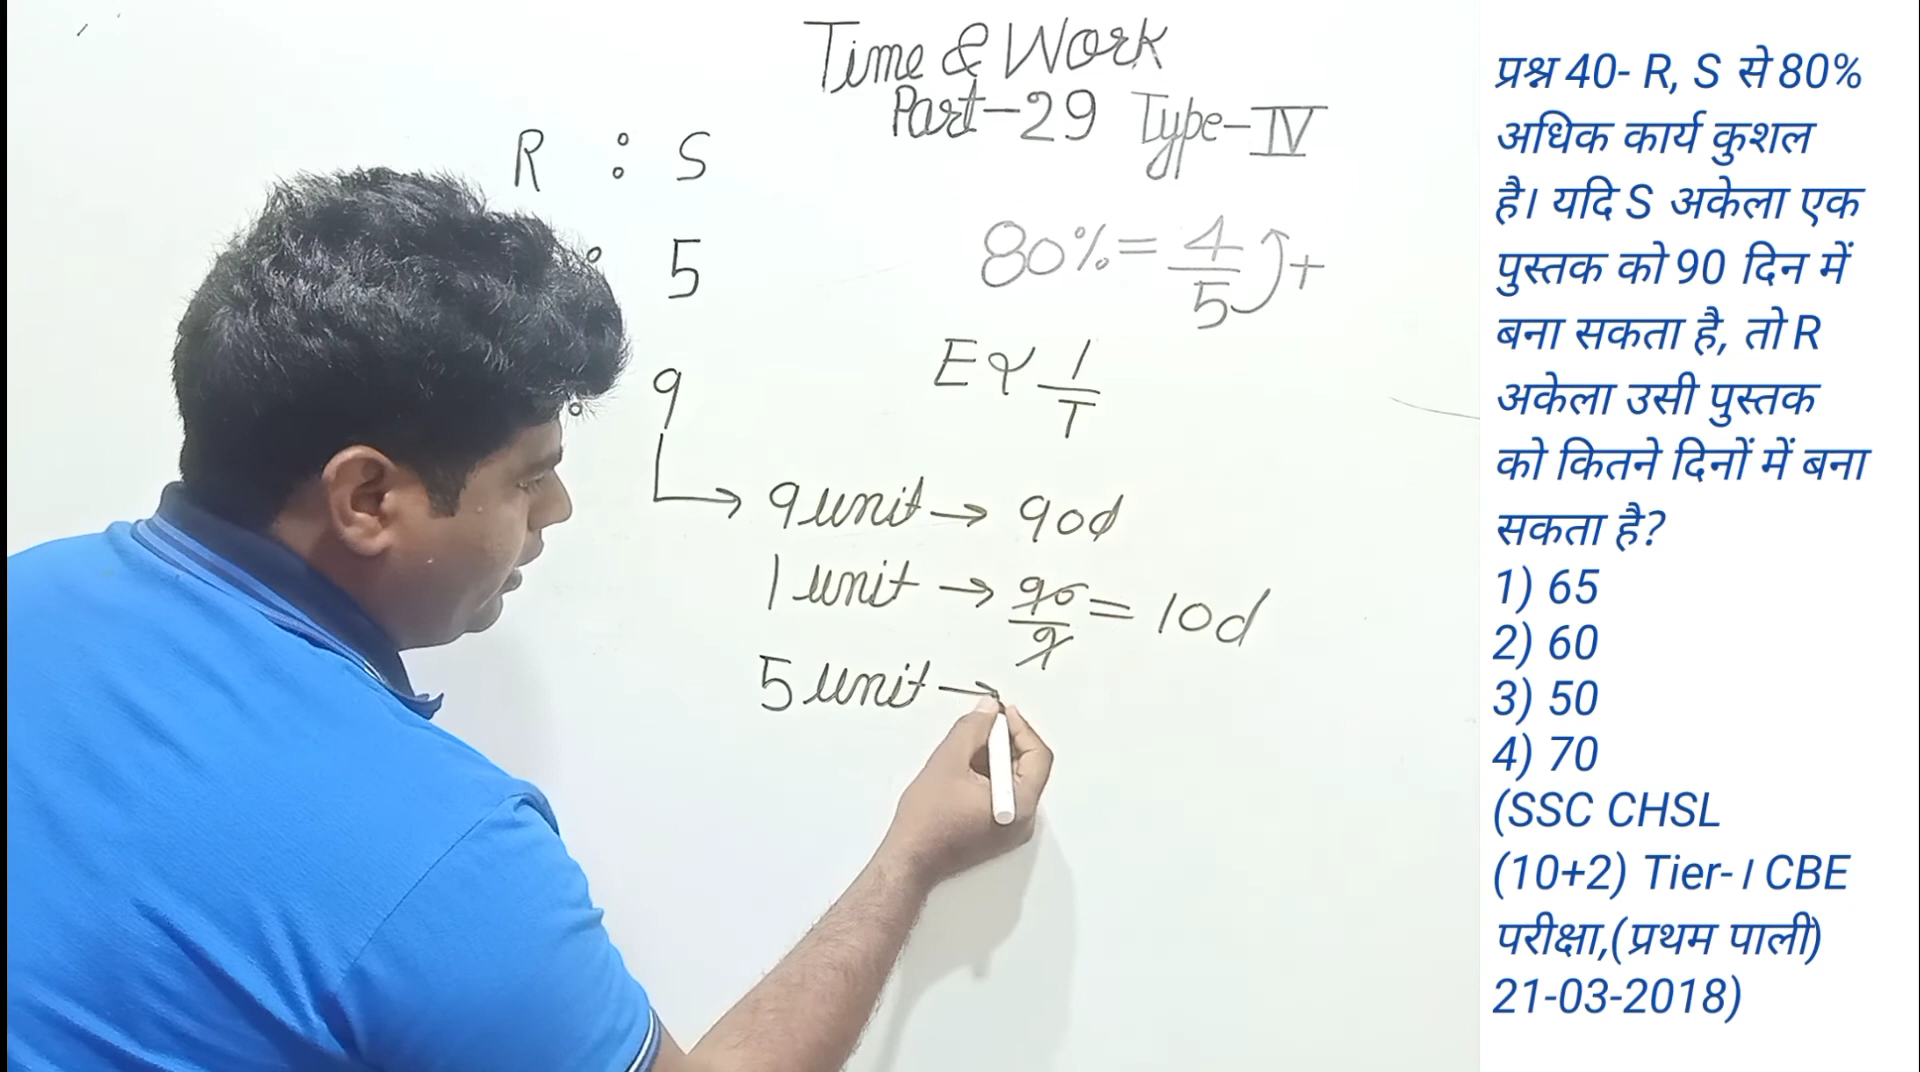 Time & Work
Part-29 Type-IV
R : S
80% = 4/5 +
: 5
E ∝ 1/T
: 9
9 unit → 90d
1 unit → 90/9 = 10d
5 unit →
प्रश्न 40- R, S से 80%
अधिक कार्य कुशल
है। यदि S अकेला एक
पुस्तक को 90 दिन में
बना सकता है, तो R
अकेला उसी पुस्तक
को कितने दिनों में बना
सकता है?
1) 65
2) 60
3) 50
4) 70
(SSC CHSL
(10+2) Tier-I CBE
परीक्षा,(प्रथम पाली)
21-03-2018)